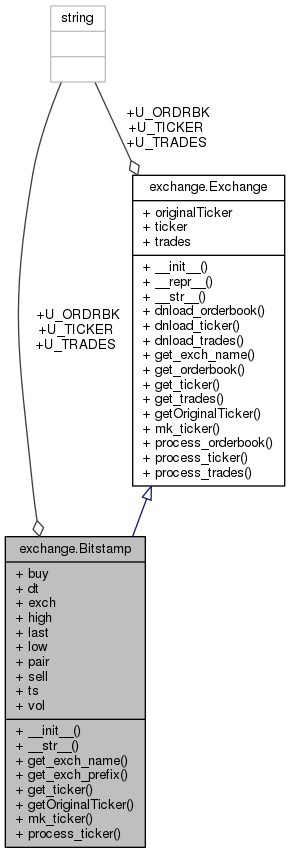 string
+U_ORDRBK
+U_TICKER
+U_TRADES
exchange.Exchange
+ originalTicker
+ ticker
+ trades
+ __init__()
+ __repr__()
+ __str__()
+ dnload_orderbook()
+ dnload_ticker()
+ dnload_trades()
+ get_exch_name()
+ get_orderbook()
+ get_ticker()
+ get_trades()
+ getOriginalTicker()
+ mk_ticker()
+ process_orderbook()
+ process_ticker()
+ process_trades()
+U_ORDRBK
+U_TICKER
+U_TRADES
exchange.Bitstamp
+ buy
+ dt
+ exch
+ high
+ last
+ low
+ pair
+ sell
+ ts
+ vol
+ __init__()
+ __str__()
+ get_exch_name()
+ get_exch_prefix()
+ get_ticker()
+ getOriginalTicker()
+ mk_ticker()
+ process_ticker()